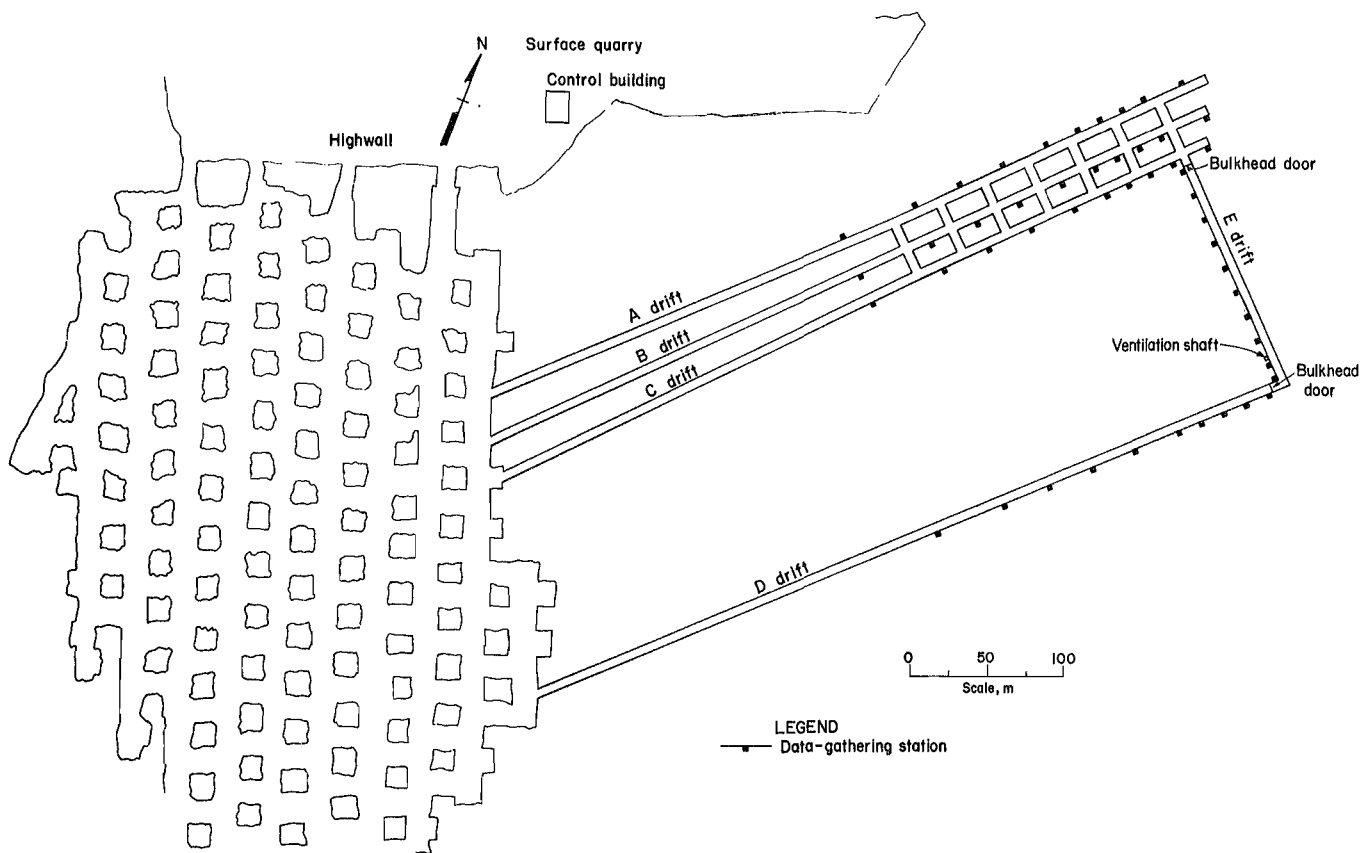 N
Surface quarry
Control building
Highwall
Bulkhead door
E drift
A drift
B drift
C drift
Ventilation shaft
Bulkhead
door
D drift
0 50 100
Scale, m
LEGEND
Data-gathering station